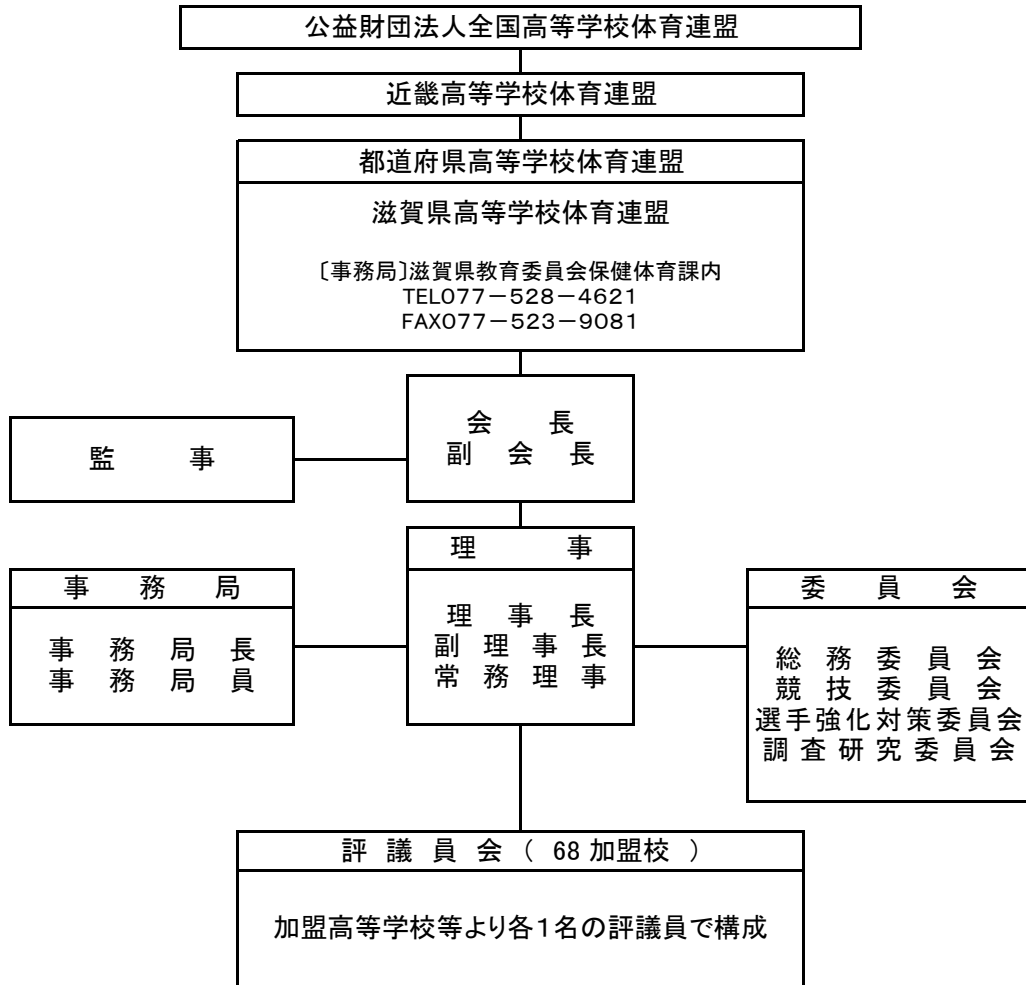 公益財団法人全国高等学校体育連盟
近畿高等学校体育連盟
都道府県高等学校体育連盟
滋賀県高等学校体育連盟
〔事務局〕滋賀県教育委員会保健体育課内
TEL077－528－4621
FAX077－523－9081
会長
副会長
監事
理事
理事長
副理事長
常務理事
事務局
事務局長
事務局員
委員会
総務委員会
競技委員会
選手強化対策委員会
調査研究委員会
評議員会（ 68 加盟校 ）
加盟高等学校等より各１名の評議員で構成